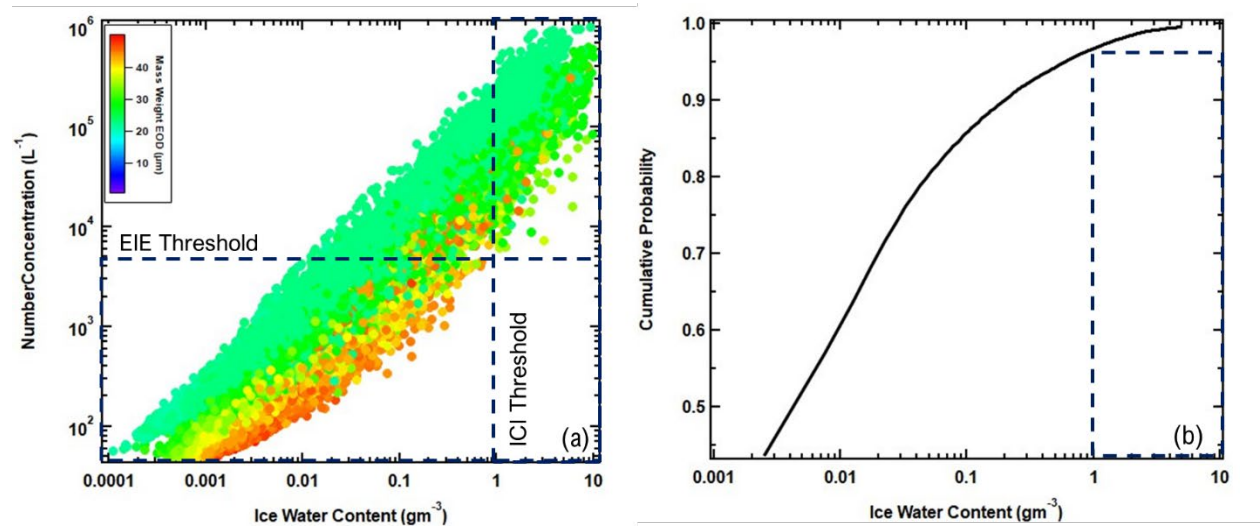 10⁶
10⁵
10⁴
10³
10²
NumberConcentration (L⁻¹)
40
30
20
10
Mass Weight EOD (μm)
EIE Threshold
ICI Threshold
(a)
0.0001
0.001
0.01
0.1
1
10
Ice Water Content (gm⁻³)
1.0
0.9
0.8
0.7
0.6
0.5
Cumulative Probability
(b)
0.001
0.01
0.1
1
10
Ice Water Content (gm⁻³)